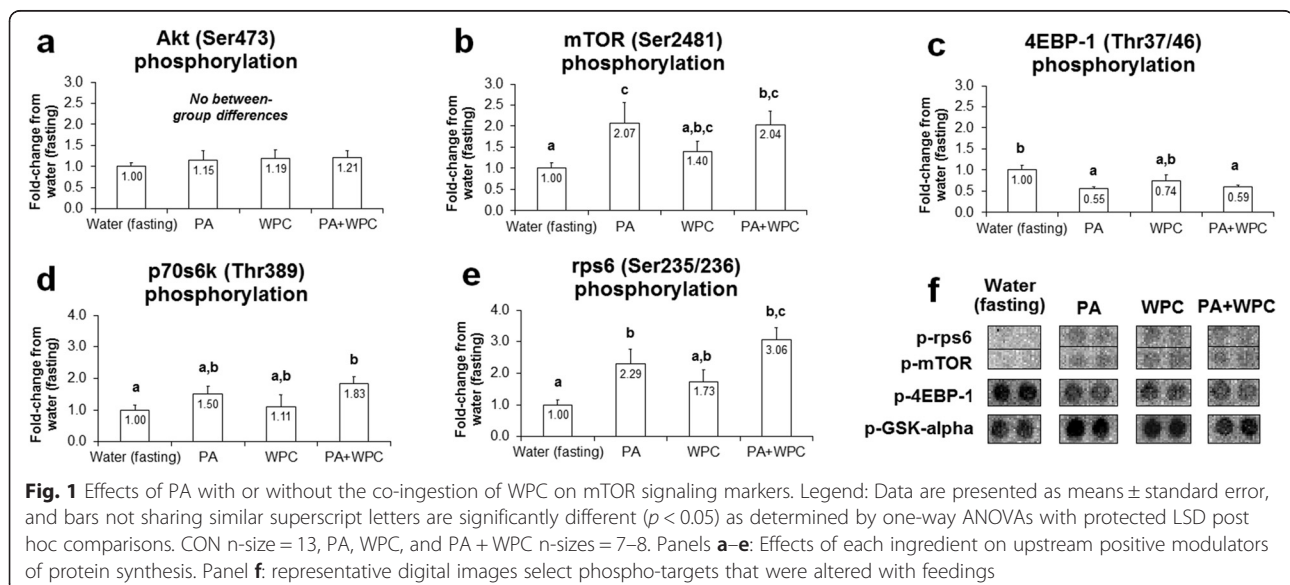 a
Akt (Ser473)
phosphorylation
Fold-change from
water (fasting)
3.0
2.5
2.0
1.5
1.0
0.5
0.0
No between-
group differences
1.00
1.15
1.19
1.21
Water (fasting) PA WPC PA+WPC
b
mTOR (Ser2481)
phosphorylation
Fold-change from
water (fasting)
3.0
2.5
2.0
1.5
1.0
0.5
0.0
a
c
a,b,c
b,c
1.00
2.07
1.40
2.04
Water (fasting) PA WPC PA+WPC
c
4EBP-1 (Thr37/46)
phosphorylation
Fold-change from
water (fasting)
3.0
2.5
2.0
1.5
1.0
0.5
0.0
b
a
a,b
a
1.00
0.55
0.74
0.59
Water (fasting) PA WPC PA+WPC
d
p70s6k (Thr389)
phosphorylation
Fold-change from
water (fasting)
4.0
3.0
2.0
1.0
0.0
a
a,b
a,b
b
1.00
1.50
1.11
1.83
Water (fasting) PA WPC PA+WPC
e
rps6 (Ser235/236)
phosphorylation
Fold-change from
water (fasting)
4.0
3.0
2.0
1.0
0.0
a
b
a,b
b,c
1.00
2.29
1.73
3.06
Water (fasting) PA WPC PA+WPC
f
Water
(fasting) PA WPC PA+WPC
p-rps6
p-mTOR
p-4EBP-1
p-GSK-alpha
Fig. 1 Effects of PA with or without the co-ingestion of WPC on mTOR signaling markers. Legend: Data are presented as means ± standard error,
and bars not sharing similar superscript letters are significantly different (p < 0.05) as determined by one-way ANOVAs with protected LSD post
hoc comparisons. CON n-size = 13, PA, WPC, and PA + WPC n-sizes = 7–8. Panels a–e: Effects of each ingredient on upstream positive modulators
of protein synthesis. Panel f: representative digital images select phospho-targets that were altered with feedings